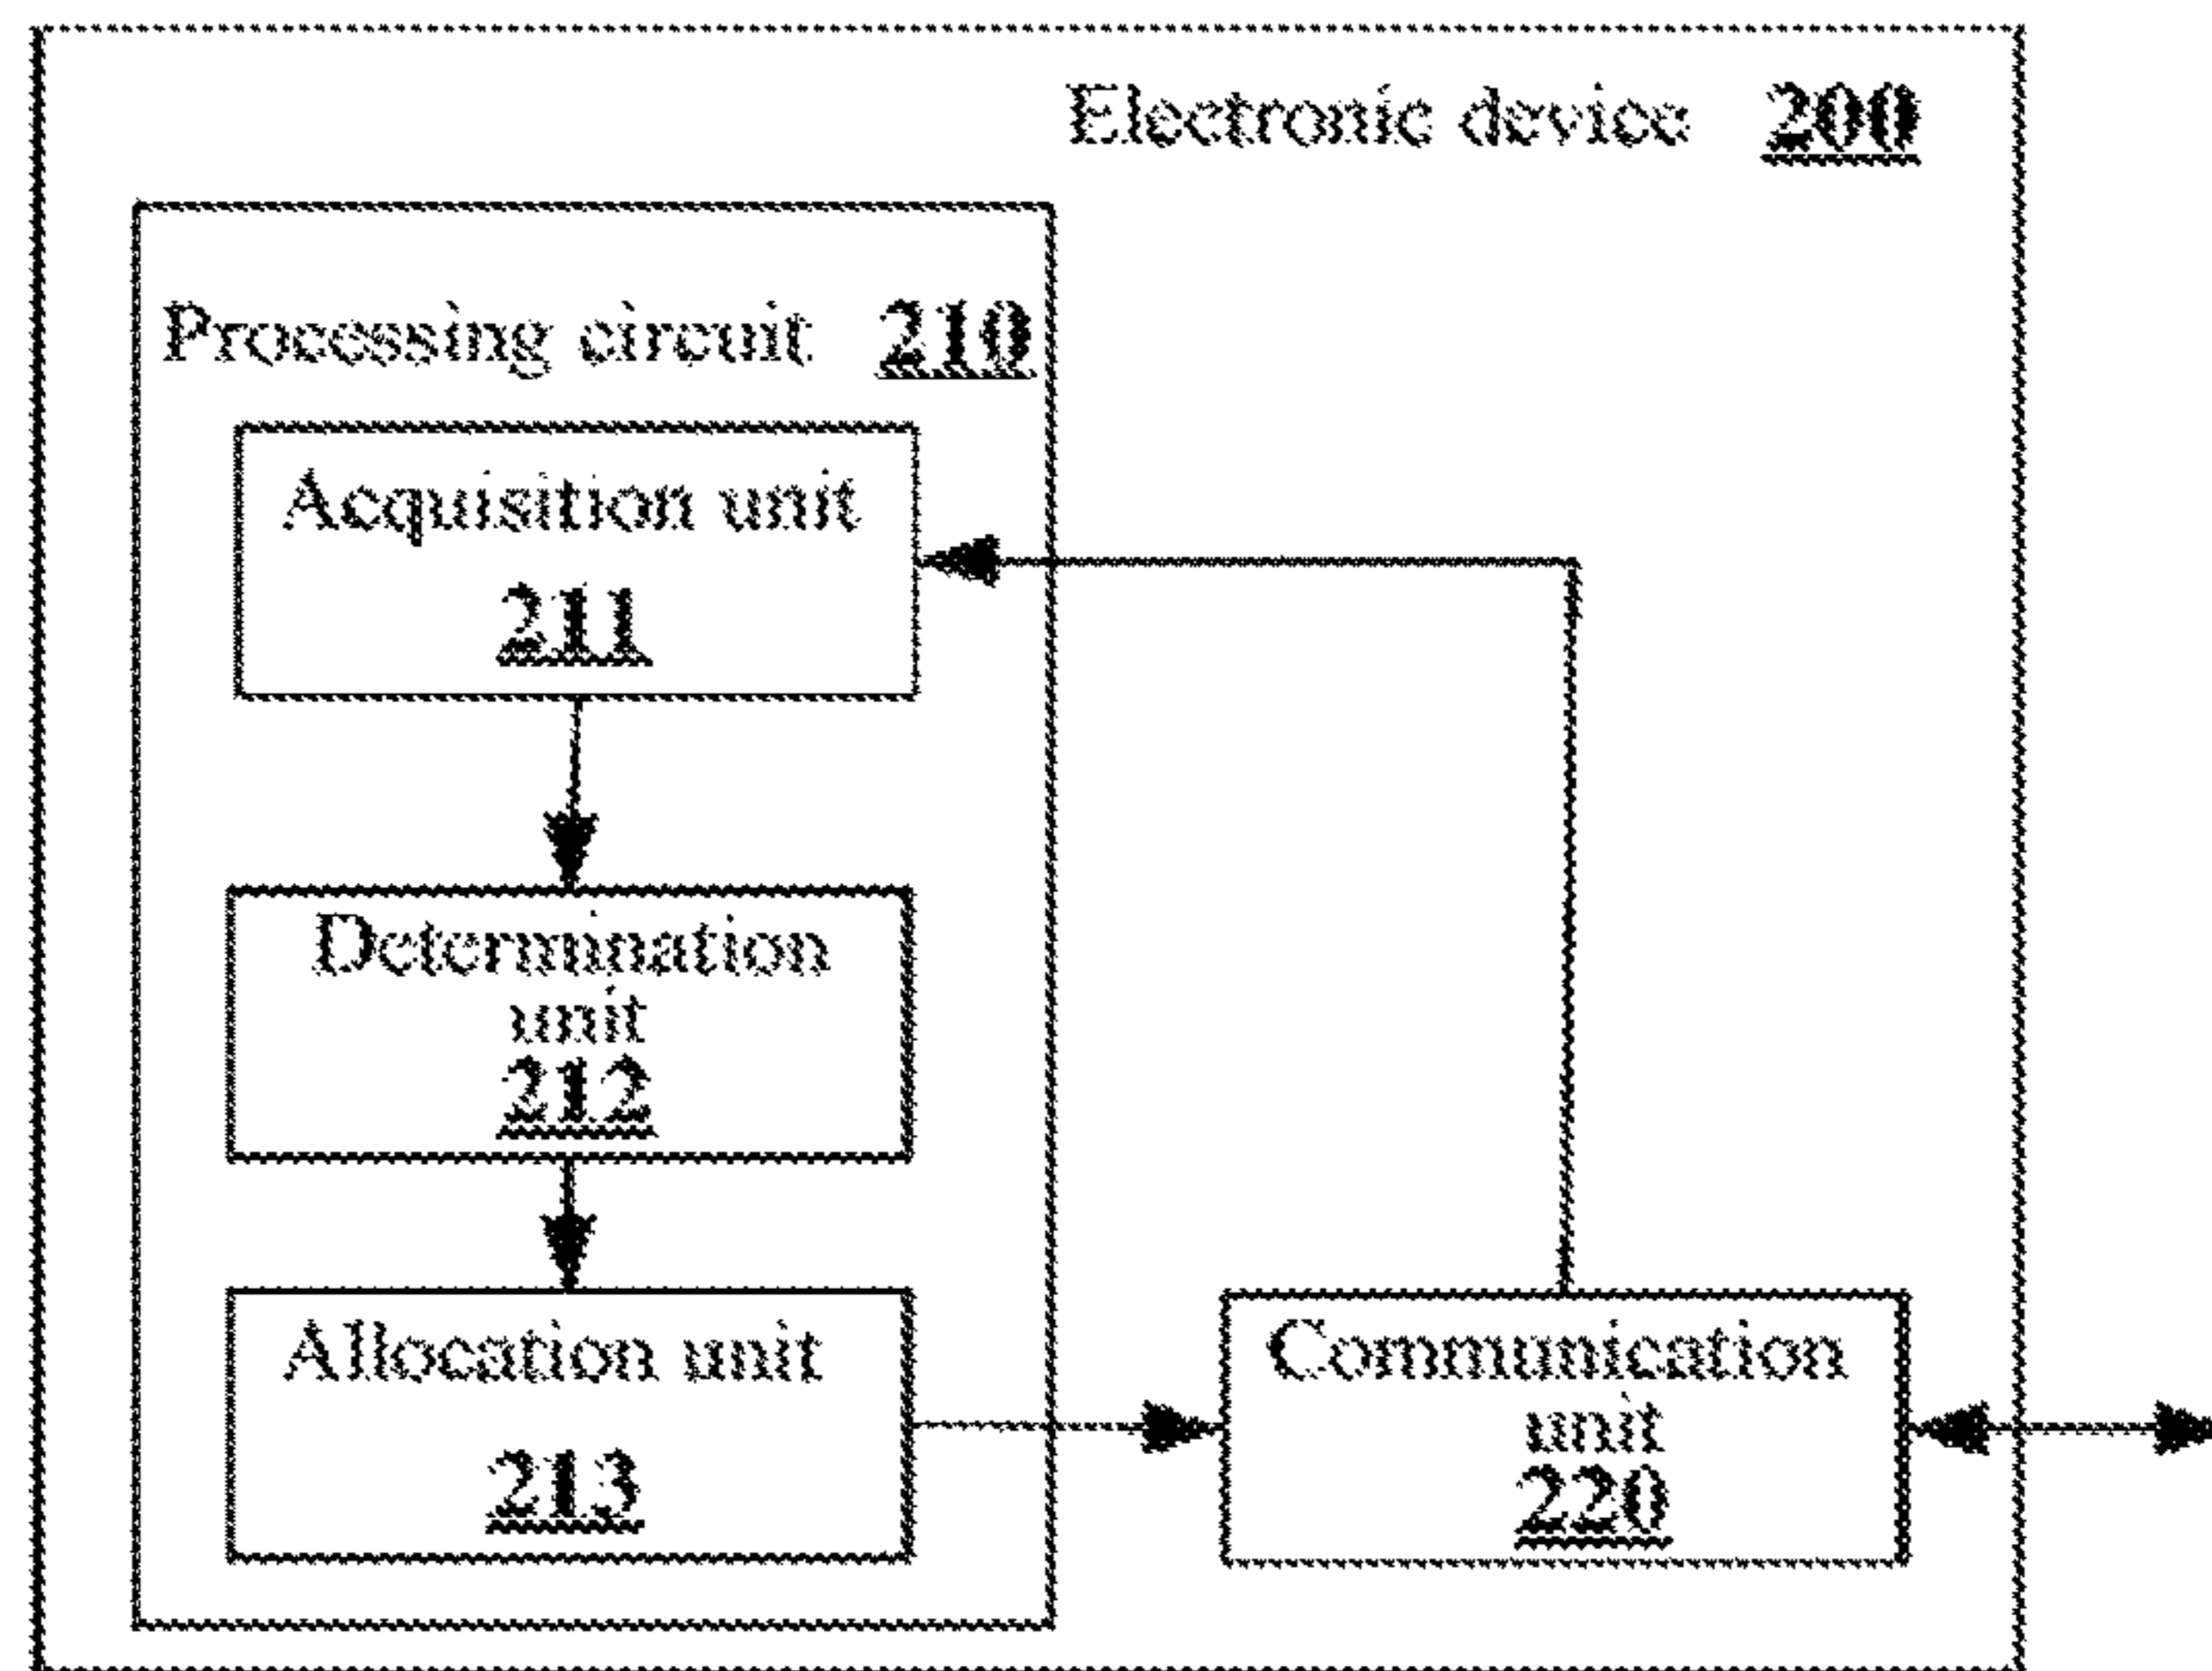 Electronic device 200
Processing circuit 210
Acquisition unit
211
Determination
unit
212
Allocation unit
213
Communication
unit
220